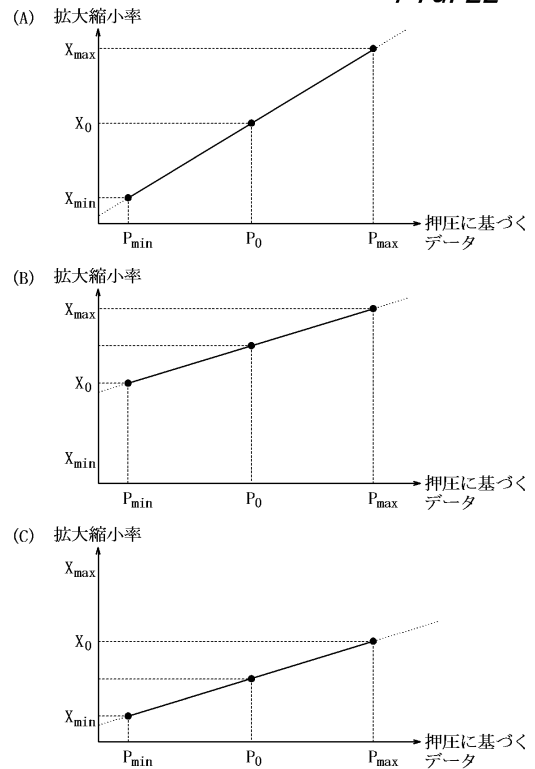 (A) 拡大縮小率
Xmax
X0
Xmin
Pmin P0 Pmax
押圧に基づく
データ
(B) 拡大縮小率
Xmax
X0
Xmin
Pmin P0 Pmax
押圧に基づく
データ
(C) 拡大縮小率
Xmax
X0
Xmin
Pmin P0 Pmax
押圧に基づく
データ